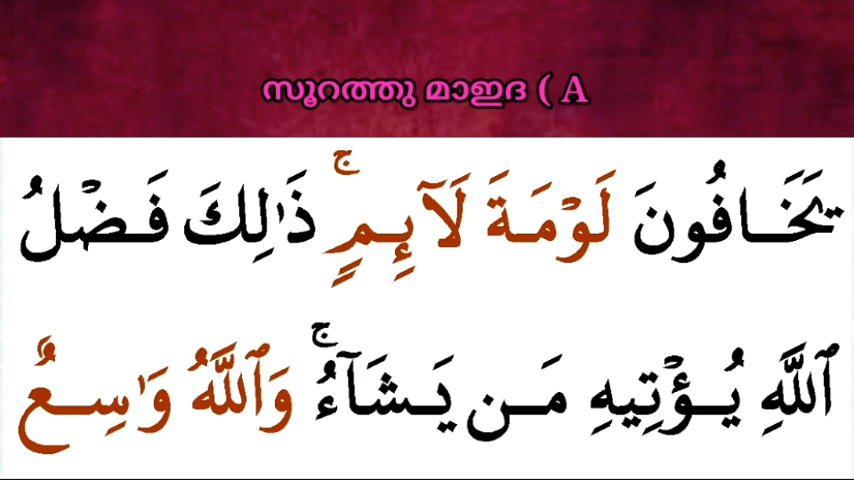 സൂറത്തു മാഇദ ( A
يَخَافُونَ لَوْمَةَ لَآئِمٍۚ ذَٰلِكَ فَضْلُ
ٱللَّهِ يُؤْتِيهِ مَن يَشَآءُۚ وَٱللَّهُ وَٰسِعٌ